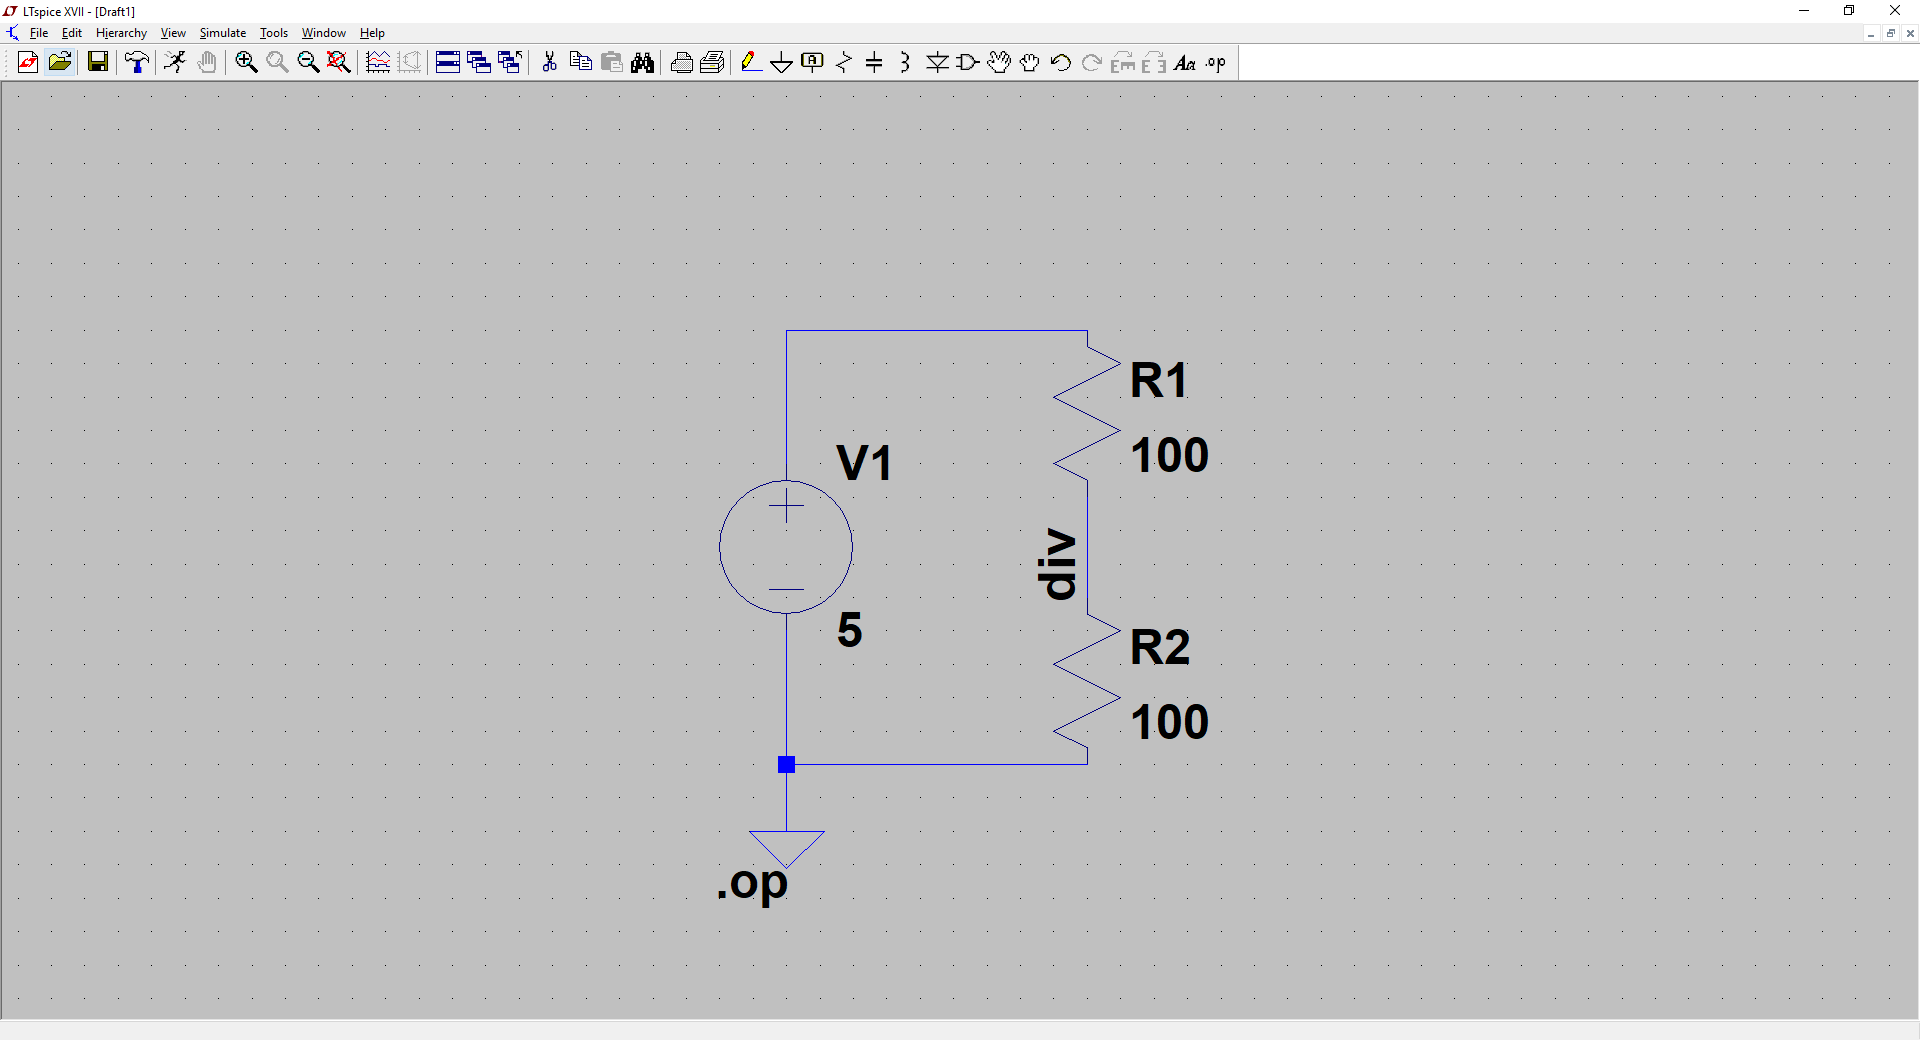 LTspice XVII - [Draft1]
File Edit Hierarchy View Simulate Tools Window Help
Aa .op
R1
100
V1
div
5
R2
100
.op